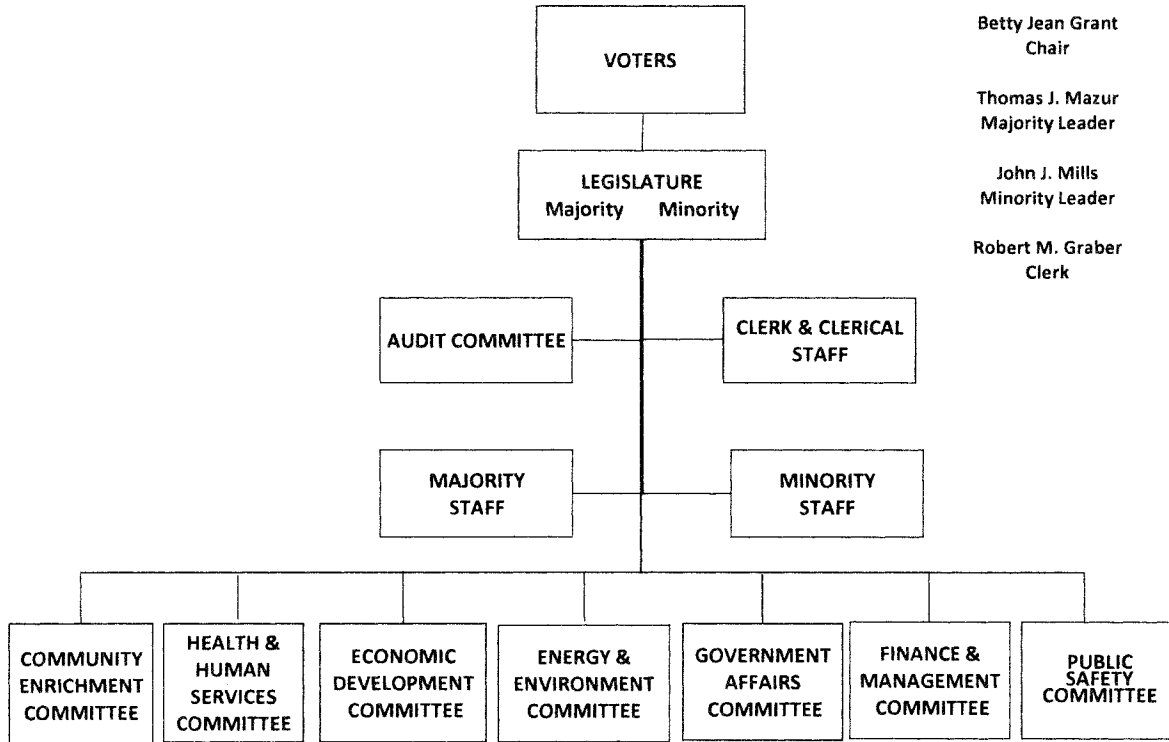 Betty Jean Grant
Chair
Thomas J. Mazur
Majority Leader
John J. Mills
Minority Leader
Robert M. Graber
Clerk
VOTERS
LEGISLATURE
Majority Minority
AUDIT COMMITTEE
CLERK & CLERICAL
STAFF
MAJORITY
STAFF
MINORITY
STAFF
COMMUNITY
ENRICHMENT
COMMITTEE
HEALTH &
HUMAN
SERVICES
COMMITTEE
ECONOMIC
DEVELOPMENT
COMMITTEE
ENERGY &
ENVIRONMENT
COMMITTEE
GOVERNMENT
AFFAIRS
COMMITTEE
FINANCE &
MANAGEMENT
COMMITTEE
PUBLIC
SAFETY
COMMITTEE